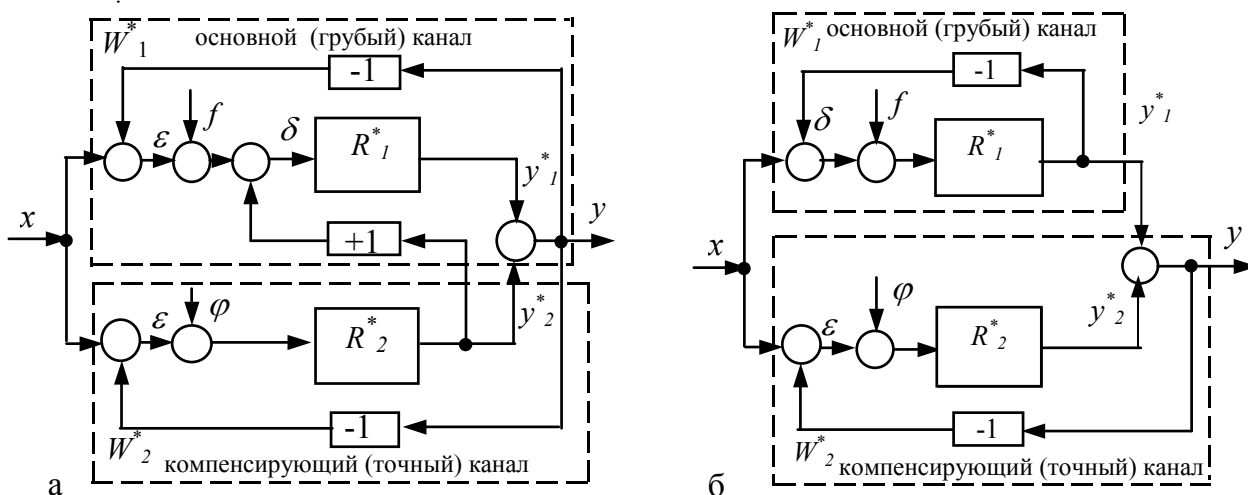 W*1 основной (грубый) канал
-1
ε
f
δ
R*1
y*1
x
y
+1
ε
φ
R*2
y*2
-1
W*2
компенсирующий (точный) канал
а
W*1 основной (грубый) канал
-1
y*1
δ
f
R*1
x
y
φ
ε
R*2
y*2
-1
W*2
компенсирующий (точный) канал
б